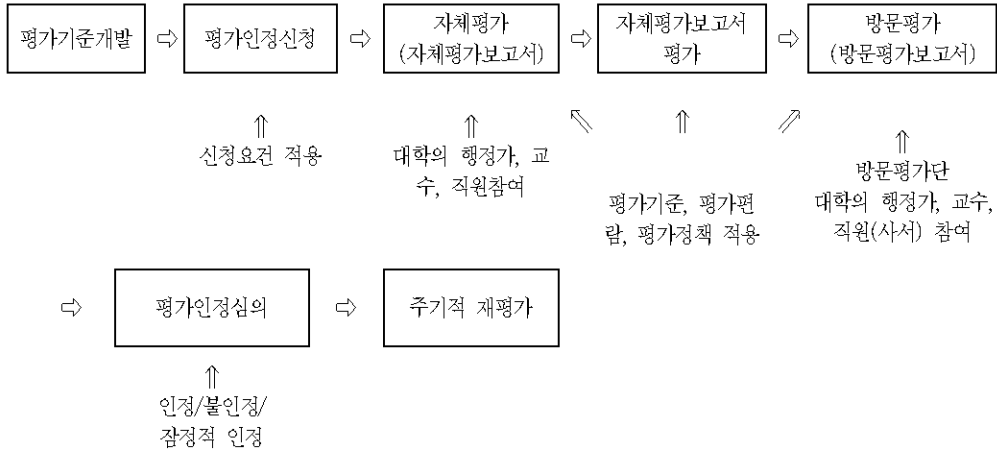 평가기준개발 ⇨ 평가인정신청 ⇨ 자체평가
(자체평가보고서) ⇨ 자체평가보고서
평가 ⇨ 방문평가
(방문평가보고서)
⇑
신청요건 적용
⇑
대학의 행정가, 교
수, 직원참여
⇖ ⇑ ⇗
평가기준, 평가편
람, 평가정책 적용
⇑
방문평가단
대학의 행정가, 교수,
직원(사서) 참여
⇨ 평가인정심의 ⇨ 주기적 재평가
⇑
인정/불인정/
잠정적 인정